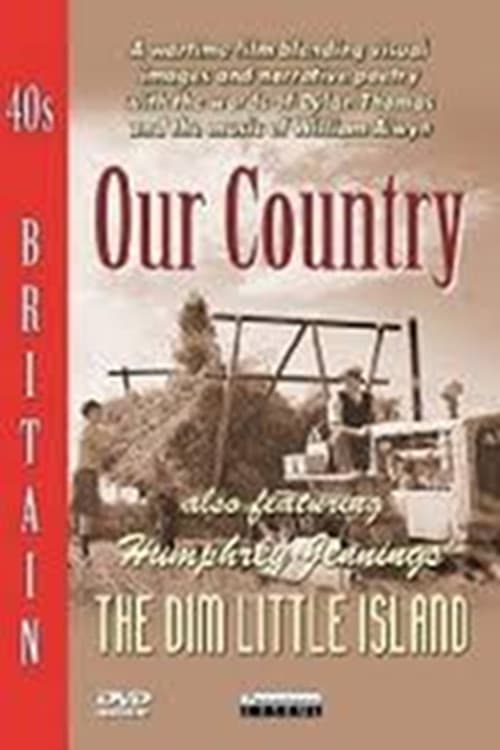 40s
BRITAIN
A wartime film blending visual
images and narrative poetry
with the words of Dylan Thomas
and the music of William Alwyn
Our Country
also featuring
Humphrey Jennings'
THE DIM LITTLE ISLAND
DVD